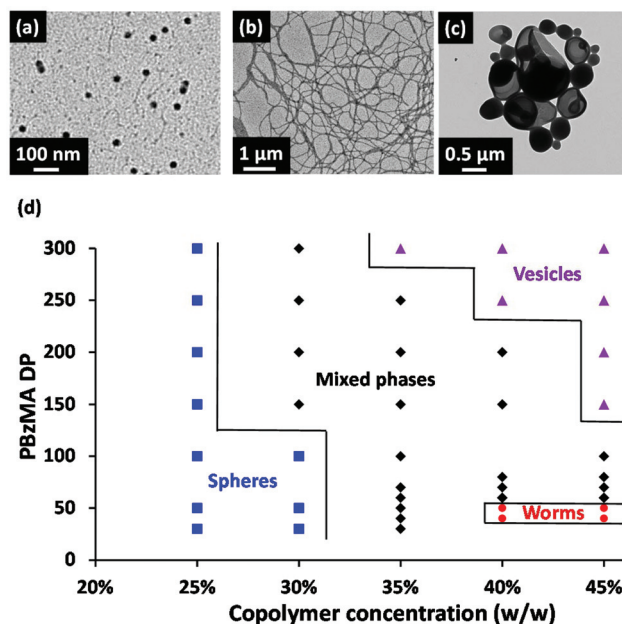 (a)
100 nm
(b)
1 µm
(c)
0.5 µm
(d)
PBzMA DP
300
250
200
150
100
50
0
Vesicles
Mixed phases
Spheres
Worms
20% 25% 30% 35% 40% 45%
Copolymer concentration (w/w)